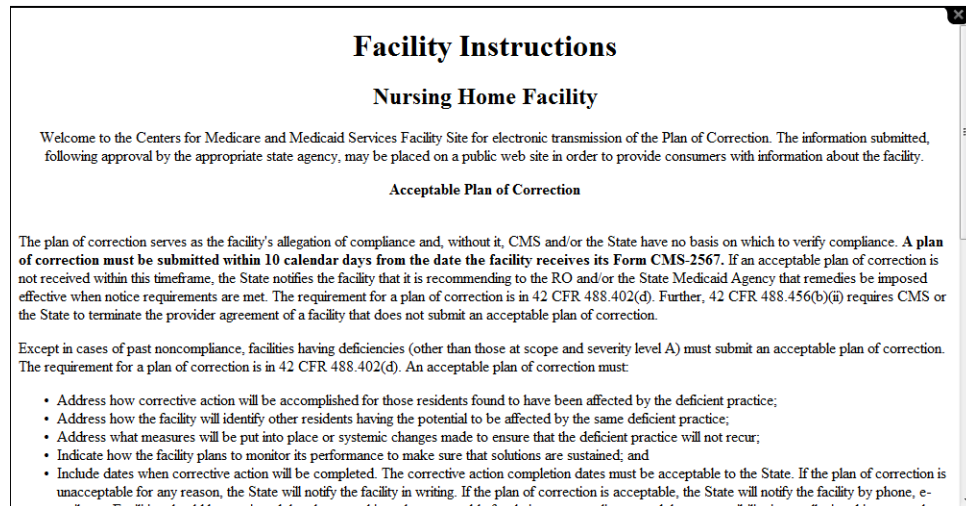 Facility Instructions
Nursing Home Facility
Welcome to the Centers for Medicare and Medicaid Services Facility Site for electronic transmission of the Plan of Correction. The information submitted,
following approval by the appropriate state agency, may be placed on a public web site in order to provide consumers with information about the facility.
Acceptable Plan of Correction
The plan of correction serves as the facility's allegation of compliance and, without it, CMS and/or the State have no basis on which to verify compliance. A plan
of correction must be submitted within 10 calendar days from the date the facility receives its Form CMS-2567. If an acceptable plan of correction is
not received within this timeframe, the State notifies the facility that it is recommending to the RO and/or the State Medicaid Agency that remedies be imposed
effective when notice requirements are met. The requirement for a plan of correction is in 42 CFR 488.402(d). Further, 42 CFR 488.456(b)(ii) requires CMS or
the State to terminate the provider agreement of a facility that does not submit an acceptable plan of correction.
Except in cases of past noncompliance, facilities having deficiencies (other than those at scope and severity level A) must submit an acceptable plan of correction.
The requirement for a plan of correction is in 42 CFR 488.402(d). An acceptable plan of correction must:
• Address how corrective action will be accomplished for those residents found to have been affected by the deficient practice;
• Address how the facility will identify other residents having the potential to be affected by the same deficient practice;
• Address what measures will be put into place or systemic changes made to ensure that the deficient practice will not recur;
• Indicate how the facility plans to monitor its performance to make sure that solutions are sustained; and
• Include dates when corrective action will be completed. The corrective action completion dates must be acceptable to the State. If the plan of correction is
unacceptable for any reason, the State will notify the facility in writing. If the plan of correction is acceptable, the State will notify the facility by phone, e-